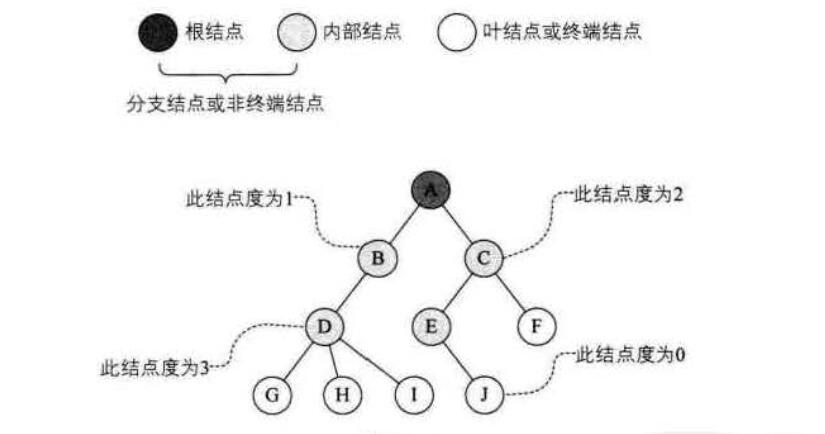 根结点 内部结点 叶结点或终端结点
分支结点或非终端结点
A
此结点度为1 此结点度为2
B C
D E F
此结点度为3 此结点度为0
G H I J